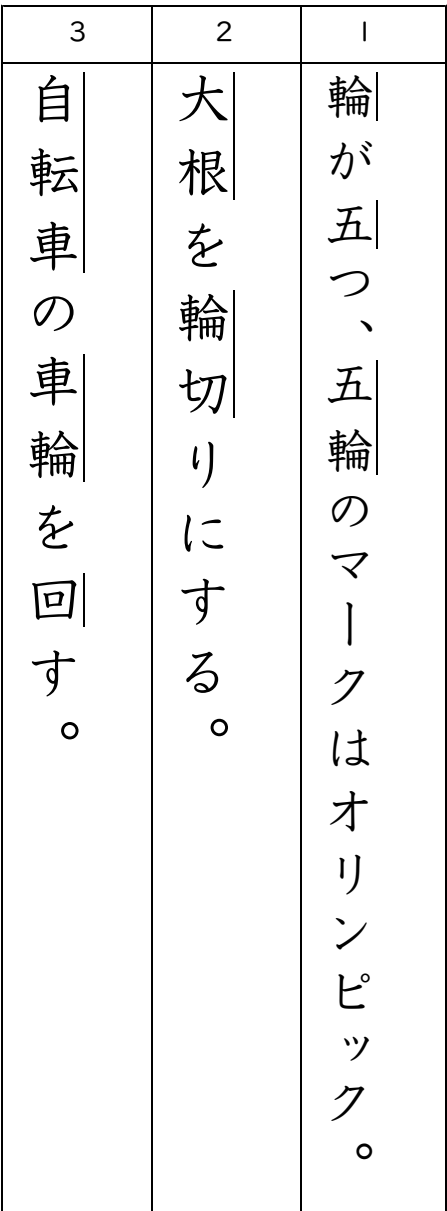 1
輪が五つ、五輪のマークはオリンピック。
2
大根を輪切りにする。
3
自転車の車輪を回す。